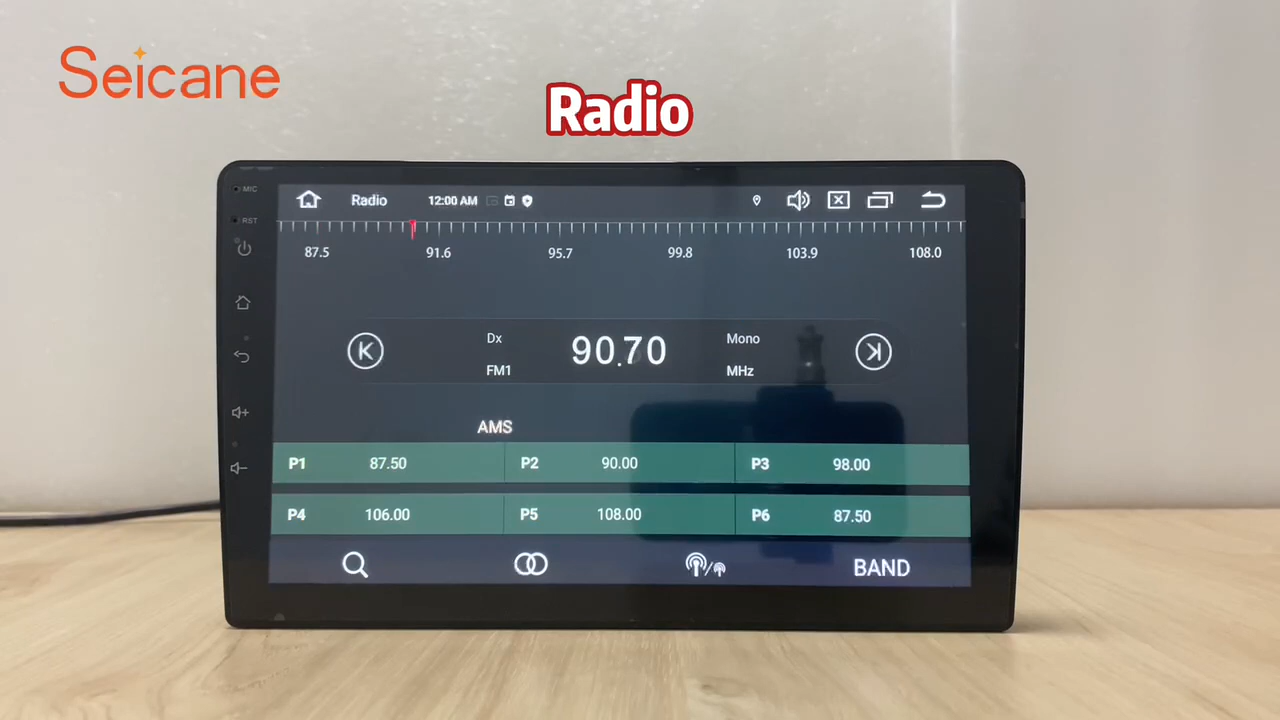 Seicane
Radio
MIC
RST
Radio 12:00 AM
87.5 91.6 95.7 99.8 103.9 108.0
Dx 90.70 Mono
FM1 MHz
AMS
P1 87.50 P2 90.00 P3 98.00
P4 106.00 P5 108.00 P6 87.50
BAND